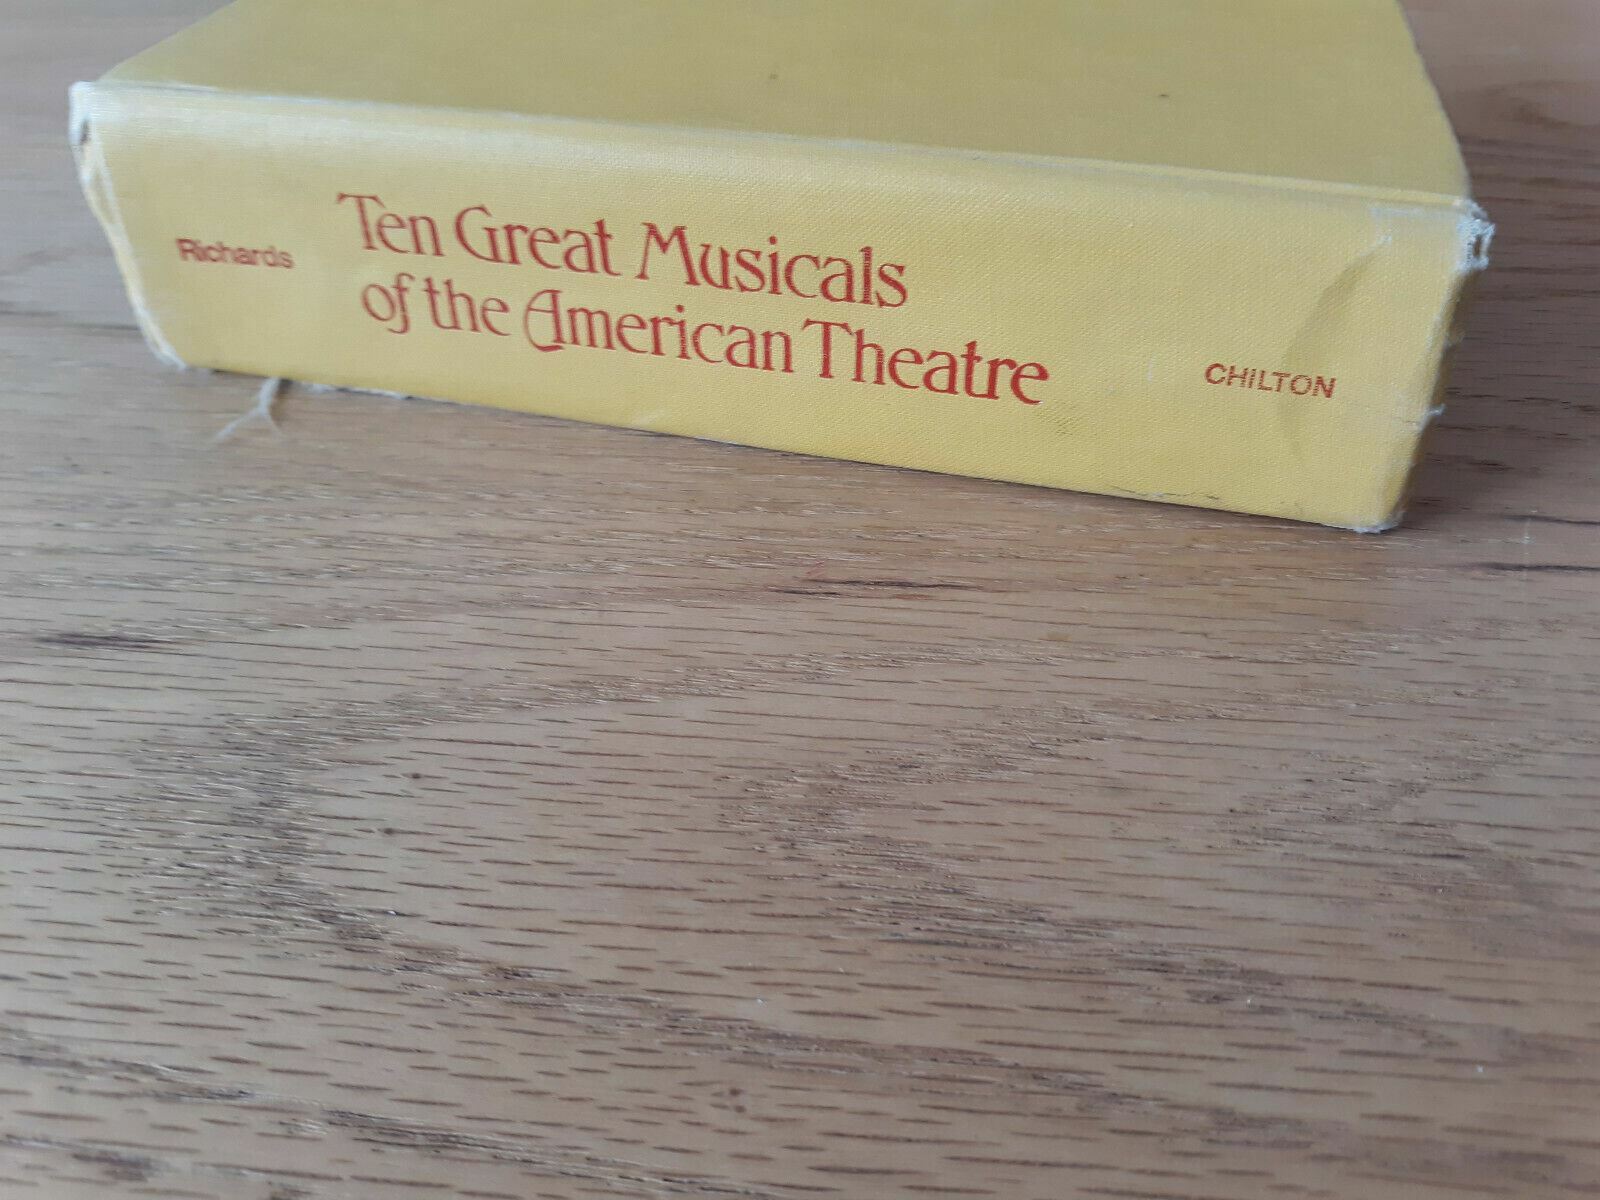 Richards
Ten Great Musicals
of the American Theatre
CHILTON